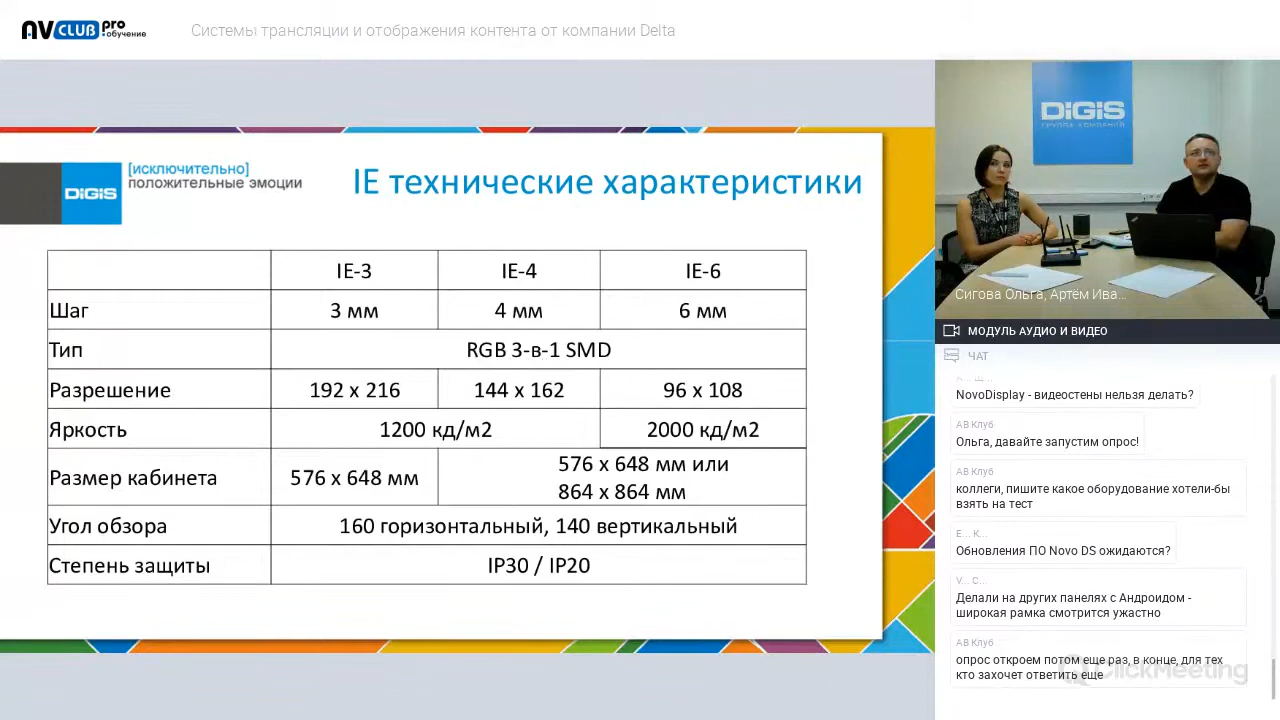 AVCLUBpro
•обучение
Системы трансляции и отображения контента от компании Delta
DIGIS
[исключительно]
положительные эмоции
IE технические характеристики
IE-3 IE-4 IE-6
Шаг 3 мм 4 мм 6 мм
Тип RGB 3-в-1 SMD
Разрешение 192 x 216 144 x 162 96 x 108
Яркость 1200 кд/м2 2000 кд/м2
Размер кабинета 576 x 648 мм 576 x 648 мм или
864 x 864 мм
Угол обзора 160 горизонтальный, 140 вертикальный
Степень защиты IP30 / IP20
DIGIS
ГРУППА КОМПАНИЙ
Сигова Ольга, Артём Ива...
МОДУЛЬ АУДИО И ВИДЕО
ЧАТ
NovoDisplay - видеостены нельзя делать?
АВ Клуб
Ольга, давайте запустим опрос!
АВ Клуб
коллеги, пишите какое оборудование хотели-бы
взять на тест
Е... К...
Обновления ПО Novo DS ожидаются?
V... C...
Делали на других панелях с Андроидом -
широкая рамка смотрится ужастно
АВ Клуб
опрос откроем потом еще раз, в конце, для тех
кто захочет ответить еще
ClickMeeting